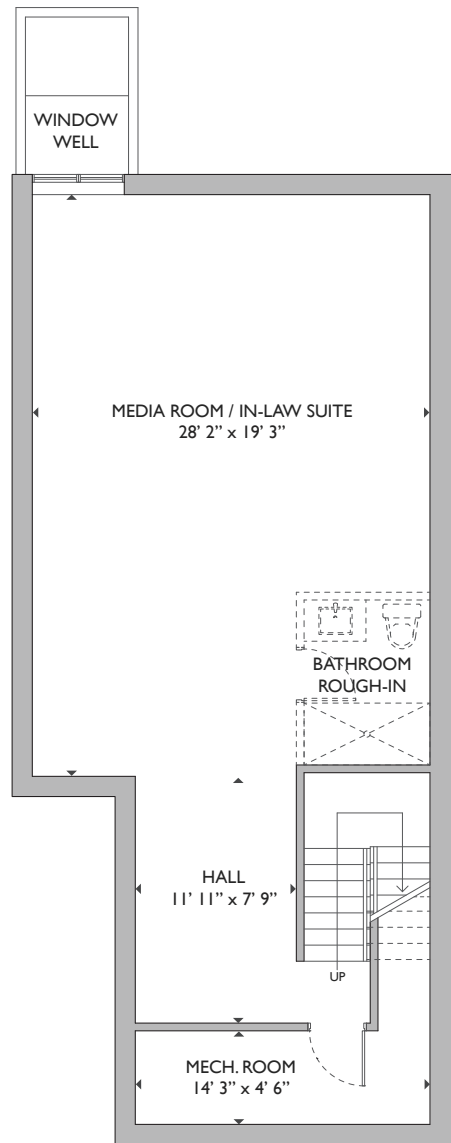 WINDOW
WELL
MEDIA ROOM / IN-LAW SUITE
28’ 2” x 19’ 3”
BATHROOM
ROUGH-IN
HALL
11’ 11” x 7’ 9”
UP
MECH. ROOM
14’ 3” x 4’ 6”